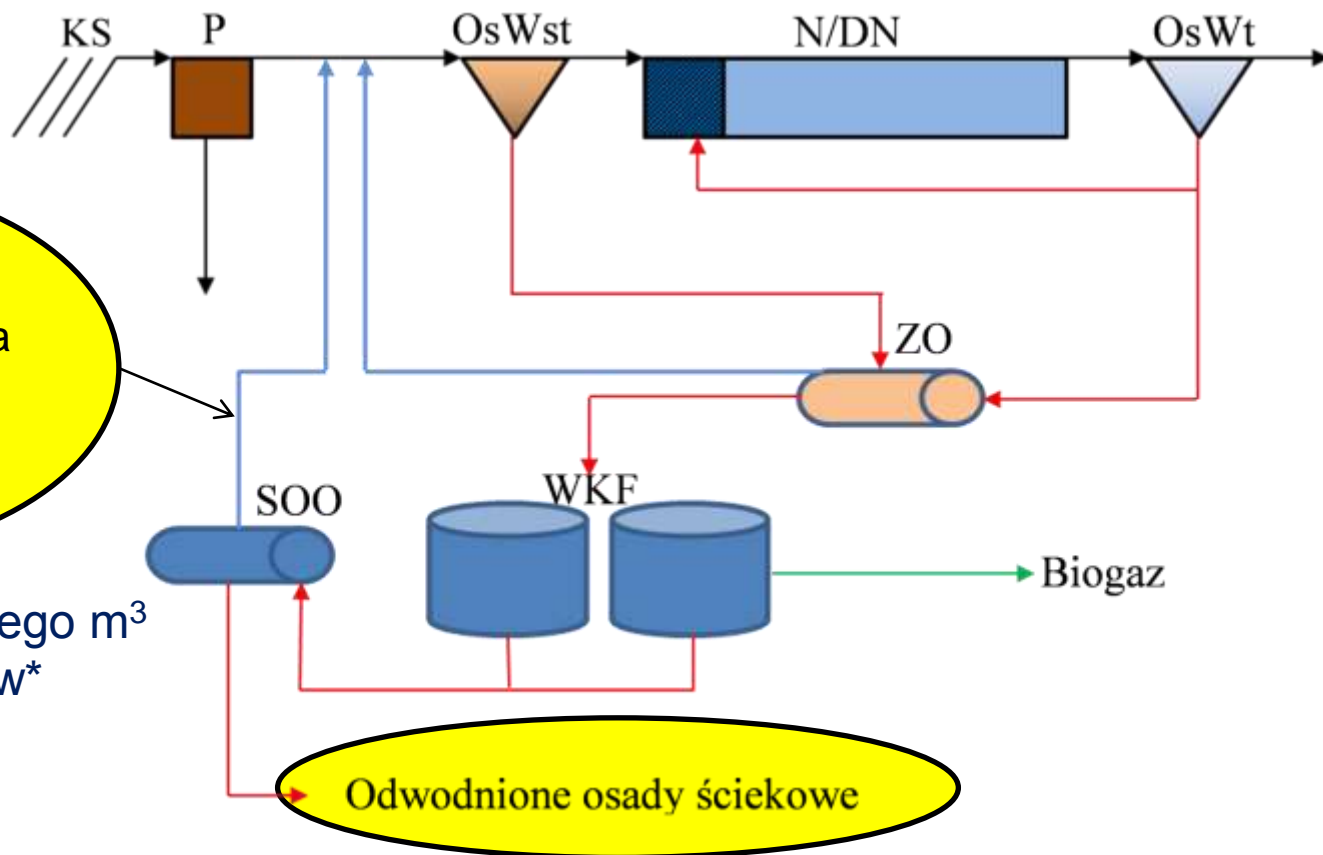 KS
P
OsWst
N/DN
OsWt
a
ZO
WKF
SOO
Biogaz
ego m³
w*
Odwodnione osady ściekowe